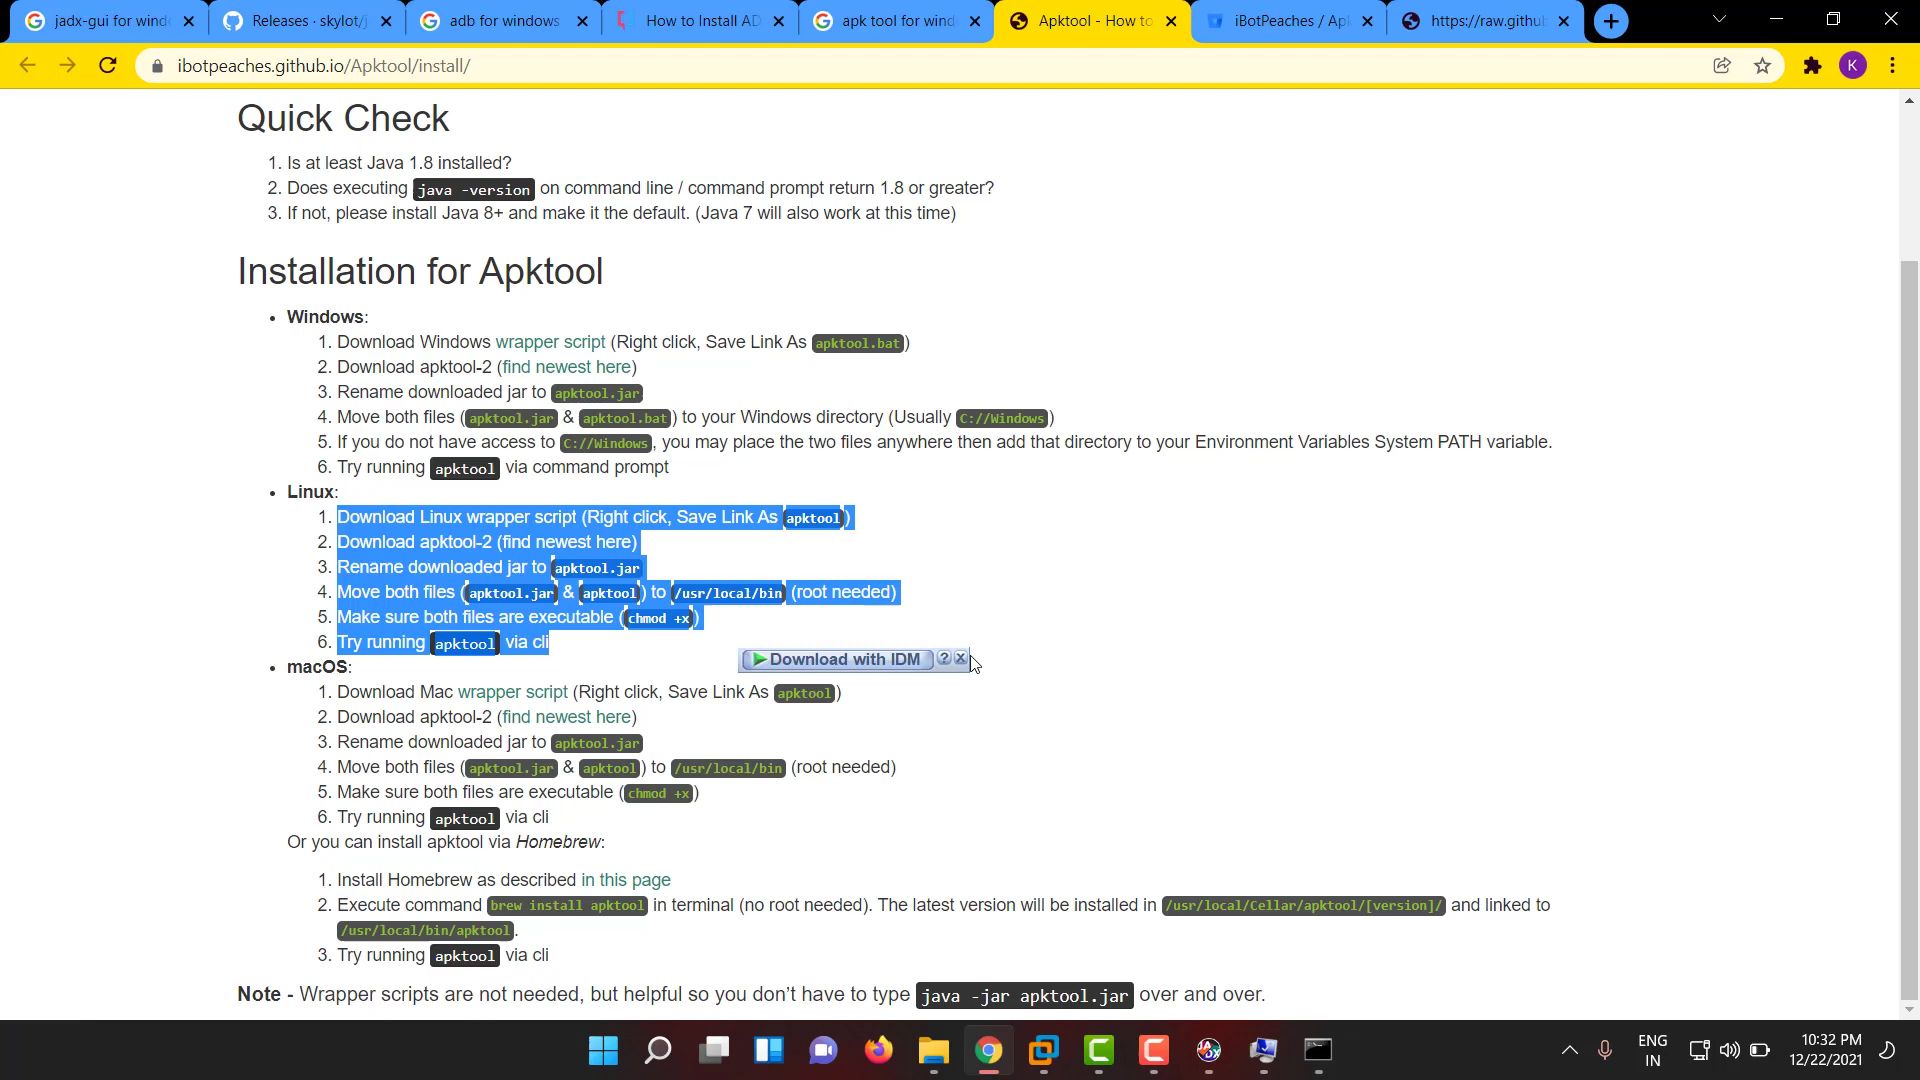 jadx-gui for wind
Releases · skylot/j
adb for windows
How to Install AD
apk tool for wind
Apktool - How to
iBotPeaches / Apk
https://raw.githu
ibotpeaches.github.io/Apktool/install/
K
Quick Check
1. Is at least Java 1.8 installed?
2. Does executing java -version on command line / command prompt return 1.8 or greater?
3. If not, please install Java 8+ and make it the default. (Java 7 will also work at this time)
Installation for Apktool
• Windows:
1. Download Windows wrapper script (Right click, Save Link As apktool.bat)
2. Download apktool-2 (find newest here)
3. Rename downloaded jar to apktool.jar
4. Move both files (apktool.jar & apktool.bat) to your Windows directory (Usually C://Windows)
5. If you do not have access to C://Windows, you may place the two files anywhere then add that directory to your Environment Variables System PATH variable.
6. Try running apktool via command prompt
• Linux:
1. Download Linux wrapper script (Right click, Save Link As apktool)
2. Download apktool-2 (find newest here)
3. Rename downloaded jar to apktool.jar
4. Move both files (apktool.jar & apktool) to /usr/local/bin (root needed)
5. Make sure both files are executable (chmod +x)
6. Try running apktool via cli
Download with IDM ?
• macOS:
1. Download Mac wrapper script (Right click, Save Link As apktool)
2. Download apktool-2 (find newest here)
3. Rename downloaded jar to apktool.jar
4. Move both files (apktool.jar & apktool) to /usr/local/bin (root needed)
5. Make sure both files are executable (chmod +x)
6. Try running apktool via cli
Or you can install apktool via Homebrew:
1. Install Homebrew as described in this page
2. Execute command brew install apktool in terminal (no root needed). The latest version will be installed in /usr/local/Cellar/apktool/[version]/ and linked to
/usr/local/bin/apktool.
3. Try running apktool via cli
Note - Wrapper scripts are not needed, but helpful so you don't have to type java -jar apktool.jar over and over.
ENG
IN
10:32 PM
12/22/2021